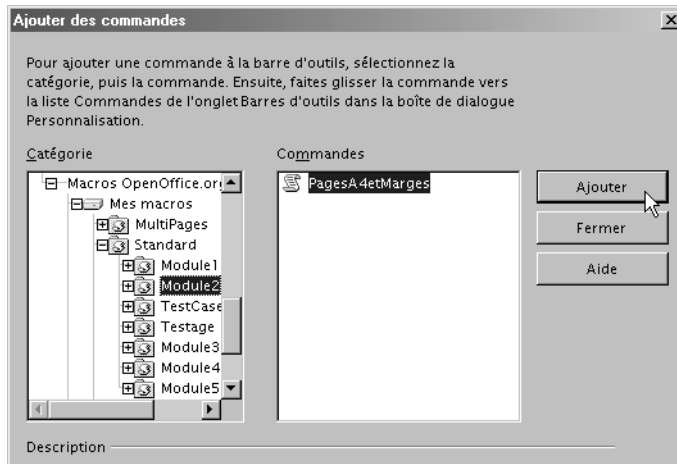 Ajouter des commandes
Pour ajouter une commande à la barre d'outils, sélectionnez la
catégorie, puis la commande. Ensuite, faites glisser la commande vers
la liste Commandes de l'onglet Barres d'outils dans la boîte de dialogue
Personnalisation.
Catégorie
Macros OpenOffice.or
Mes macros
MultiPages
Standard
Module1
Module2
TestCase
Testage
Module3
Module4
Module5
Commandes
PagesA4etMarges
Ajouter
Fermer
Aide
Description